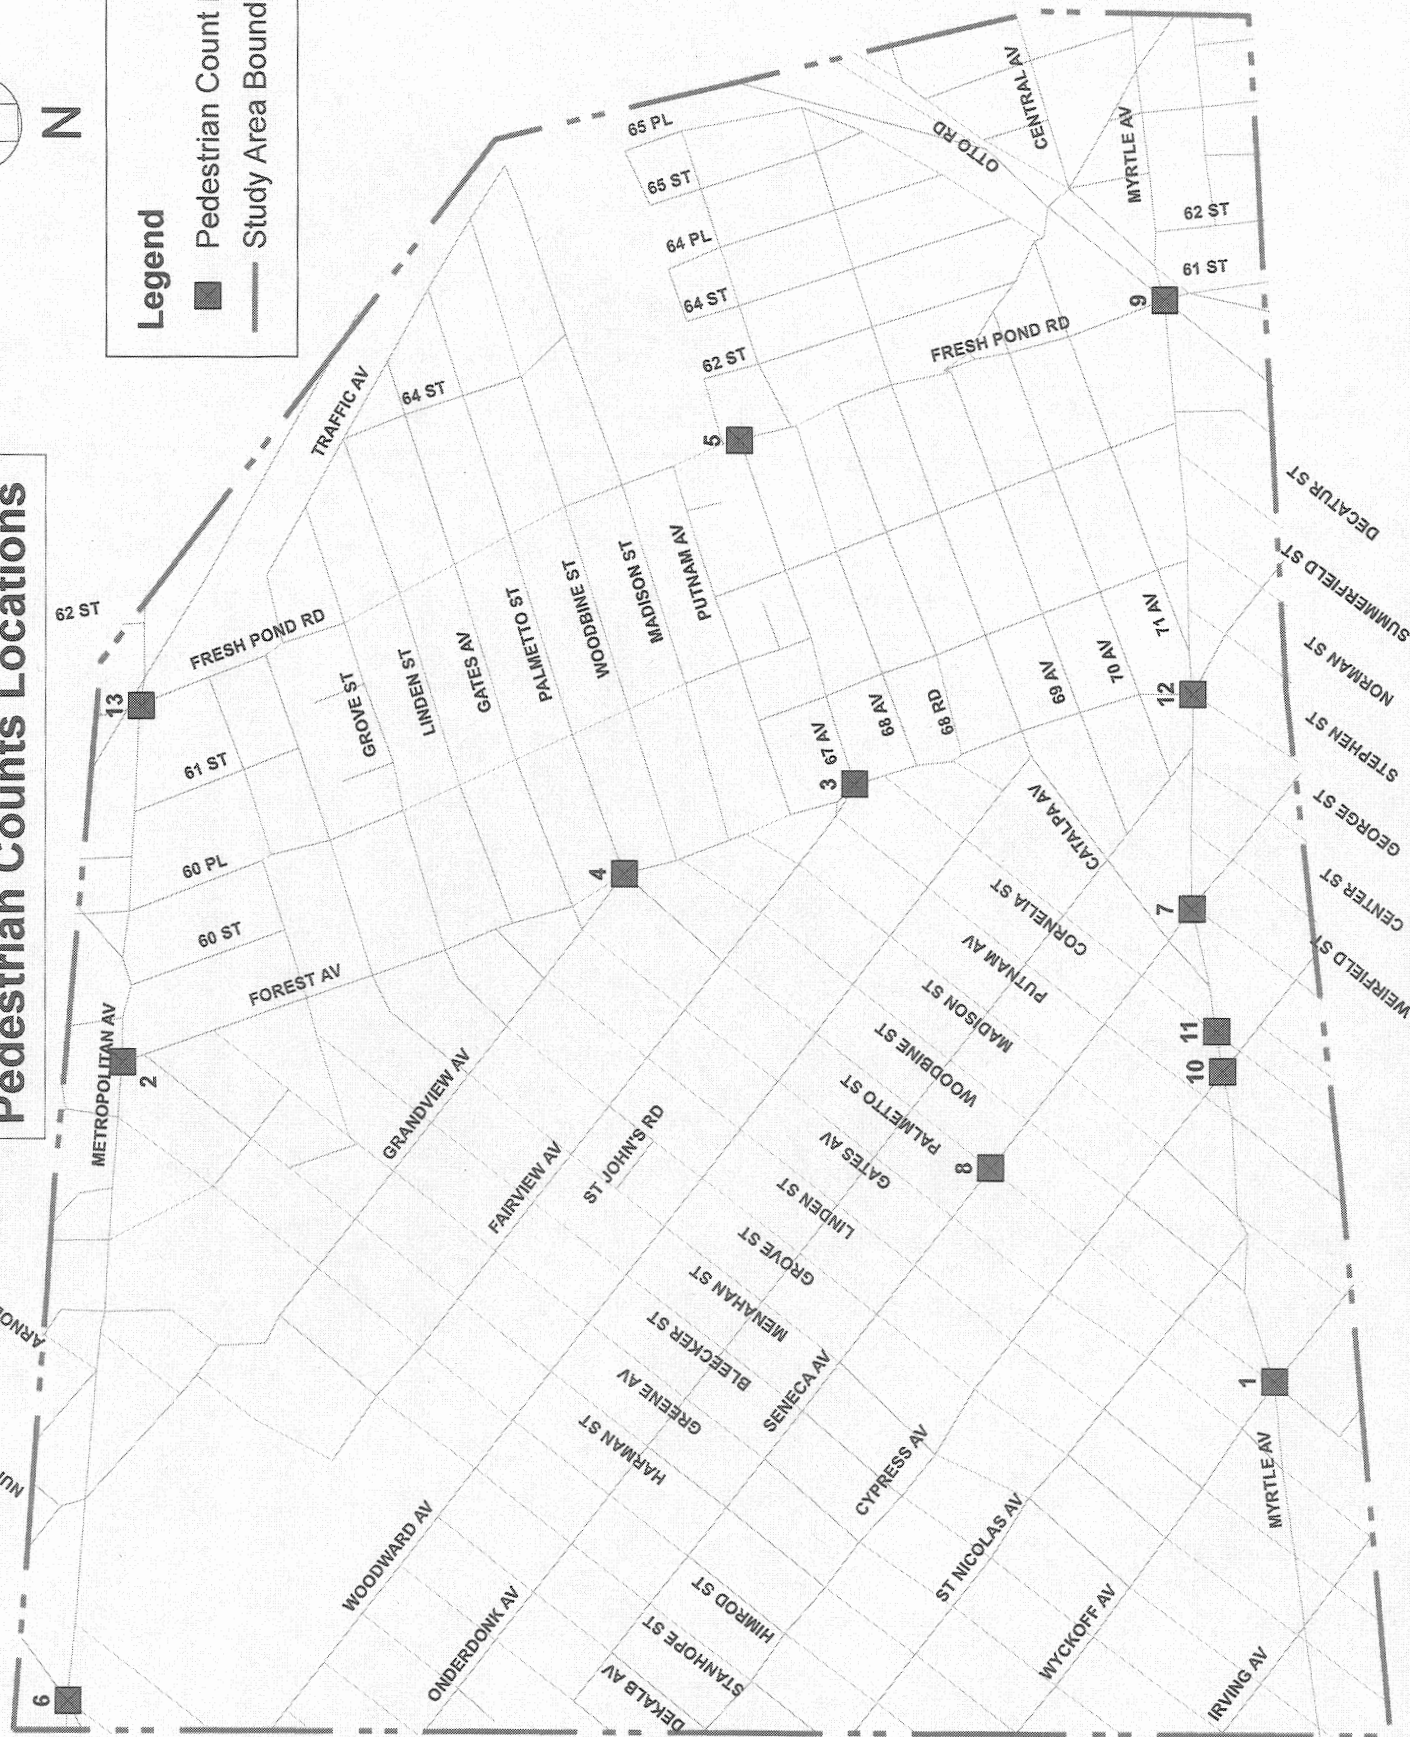 Pedestrian Counts Locations
N
Legend
Pedestrian Count
Study Area Bound
62 ST
65 PL
65 ST
64 PL
64 ST
62 ST
OTTO RD
CENTRAL AV
MYRTLE AV
62 ST
61 ST
9
FRESH POND RD
5
TRAFFIC AV
64 ST
13
FRESH POND RD
61 ST
60 PL
60 ST
FOREST AV
METROPOLITAN AV
2
GROVE ST
LINDEN ST
GATES AV
PALMETTO ST
WOODBINE ST
MADISON ST
PUTNAM AV
4
3
67 AV
68 AV
68 RD
69 AV
70 AV
71 AV
12
DECATUR ST
SUMMERFIELD ST
NORMAN ST
STEPHEN ST
GEORGE ST
CENTER ST
WEIRFIELD ST
CATALPA AV
CORNELIA ST
PUTNAM AV
MADISON ST
WOODBINE ST
PALMETTO ST
GATES AV
LINDEN ST
GROVE ST
MENAHAN ST
BLEECKER ST
GREENE AV
HARMAN ST
7
11
10
8
1
GRANDVIEW AV
FAIRVIEW AV
ST JOHN'S RD
SENECA AV
CYPRESS AV
ST NICOLAS AV
WYCKOFF AV
IRVING AV
MYRTLE AV
WOODWARD AV
ONDERDONK AV
HIMROD ST
STANHOPE ST
DEKALB AV
6